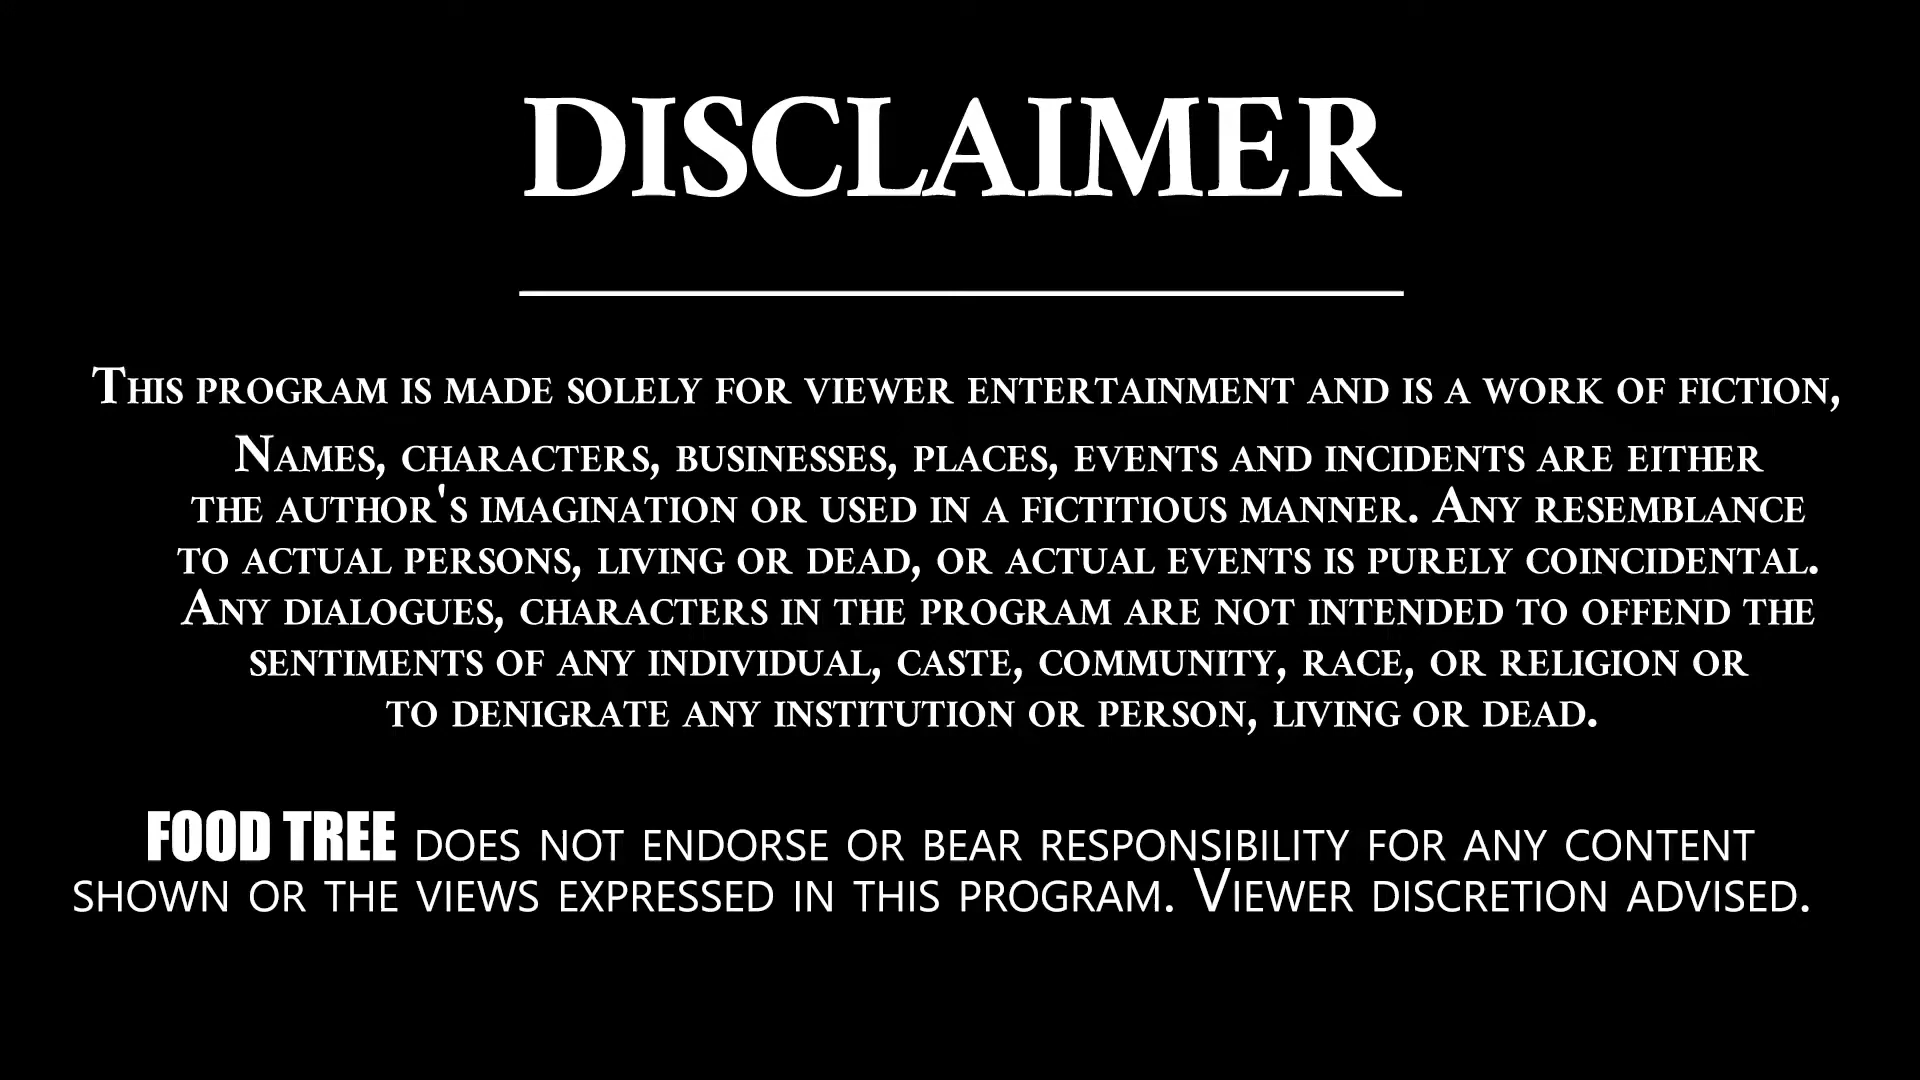 DISCLAIMER
This program is made solely for viewer entertainment and is a work of fiction,
Names, characters, businesses, places, events and incidents are either
the author's imagination or used in a fictitious manner. Any resemblance
to actual persons, living or dead, or actual events is purely coincidental.
Any dialogues, characters in the program are not intended to offend the
sentiments of any individual, caste, community, race, or religion or
to denigrate any institution or person, living or dead.
FOOD TREE does not endorse or bear responsibility for any content
shown or the views expressed in this program. Viewer discretion advised.